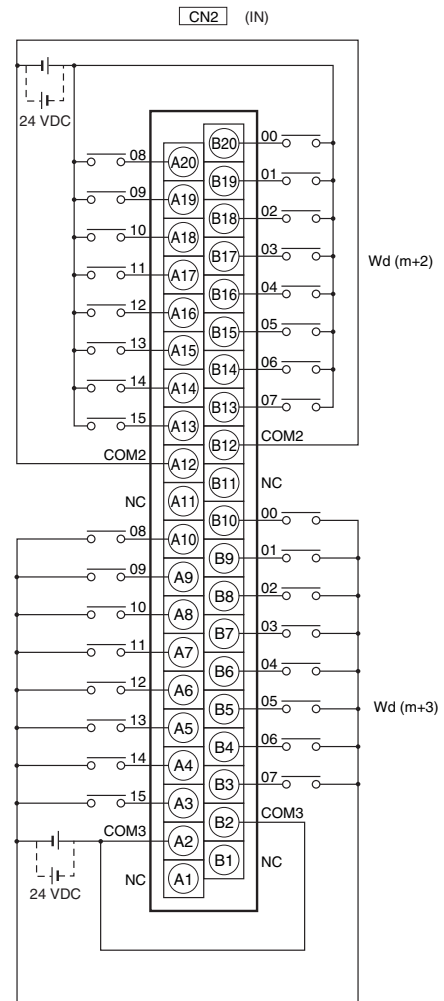 CN2 (IN)
24 VDC
B20 00
08 A20
B19 01
09 A19
B18 02
10 A18
B17 03
Wd (m+2)
11 A17
B16 04
12 A16
B15 05
13 A15
B14 06
14 A14
B13 07
15 A13
B12 COM2
COM2 A12
B11 NC
NC A11
B10 00
08 A10
B9 01
09 A9
B8 02
10 A8
B7 03
11 A7
B6 04
12 A6
B5 05
Wd (m+3)
13 A5
B4 06
14 A4
B3 07
15 A3
B2 COM3
COM3 A2
B1 NC
NC A1
24 VDC